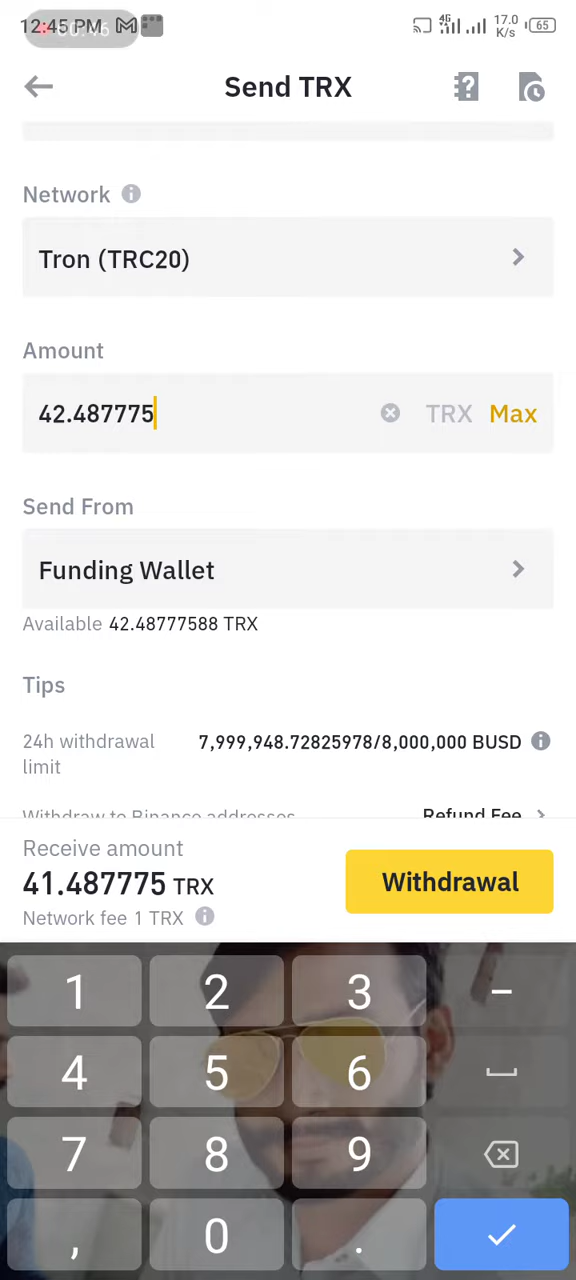 12:45 PM
4G
17.0
K/s
65
Send TRX
Network
Tron (TRC20)
Amount
42.487775
TRX Max
Send From
Funding Wallet
Available 42.48777588 TRX
Tips
24h withdrawal
limit
7,999,948.72825978/8,000,000 BUSD
Withdraw to Binance addresses
Refund Fee
Receive amount
41.487775 TRX
Network fee 1 TRX
Withdrawal
1 2 3 –
4 5 6
7 8 9
, 0 .